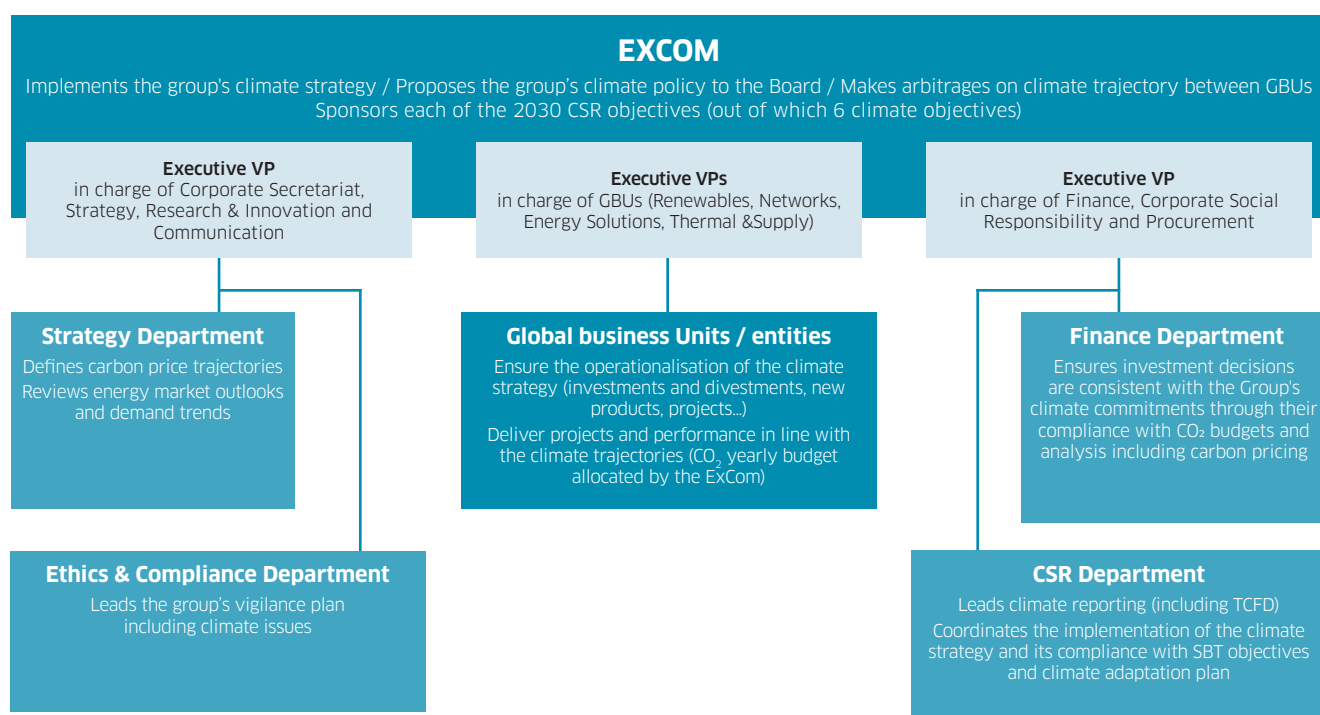 EXCOM
Implements the group's climate strategy / Proposes the group's climate policy to the Board / Makes arbitrages on climate trajectory between GBUs
Sponsors each of the 2030 CSR objectives (out of which 6 climate objectives)
Executive VP
in charge of Corporate Secretariat,
Strategy, Research & Innovation and
Communication
Executive VPs
in charge of GBUs (Renewables, Networks,
Energy Solutions, Thermal &Supply)
Executive VP
in charge of Finance, Corporate Social
Responsibility and Procurement
Strategy Department
Defines carbon price trajectories
Reviews energy market outlooks
and demand trends
Global business Units / entities
Ensure the operationalisation of the climate
strategy (investments and divestments, new
products, projects...)
Deliver projects and performance in line with
the climate trajectories (CO₂ yearly budget
allocated by the ExCom)
Finance Department
Ensures investment decisions
are consistent with the Group's
climate commitments through their
compliance with CO₂ budgets and
analysis including carbon pricing
Ethics & Compliance Department
Leads the group's vigilance plan
including climate issues
CSR Department
Leads climate reporting (including TCFD)
Coordinates the implementation of the climate
strategy and its compliance with SBT objectives
and climate adaptation plan